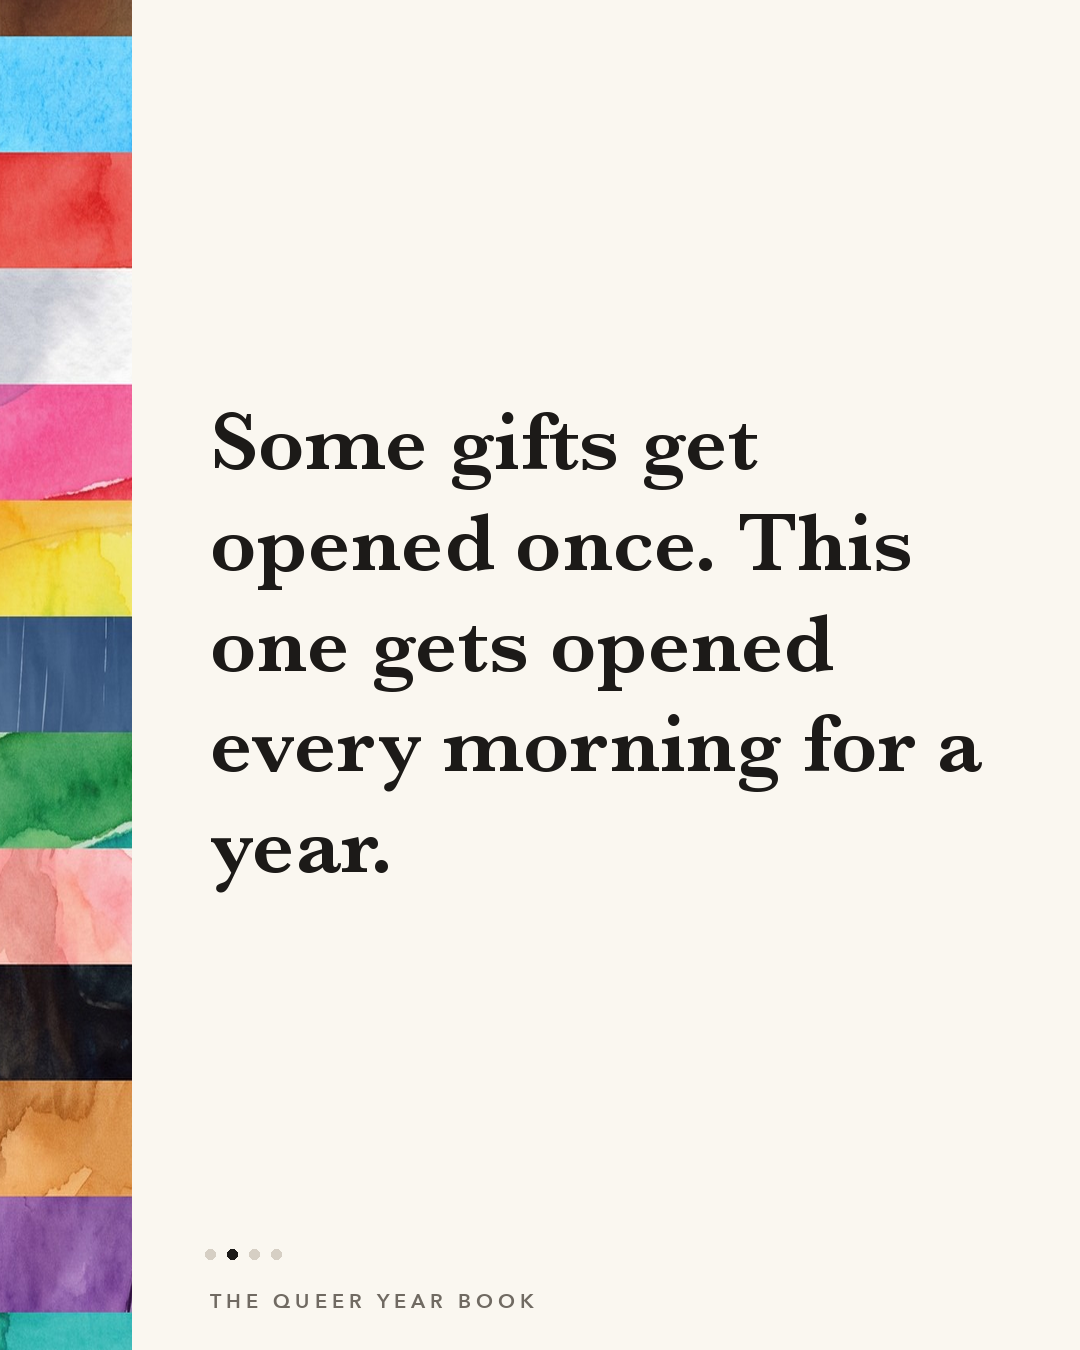 Some gifts get
opened once. This
one gets opened
every morning for a
year.
THE QUEER YEAR BOOK